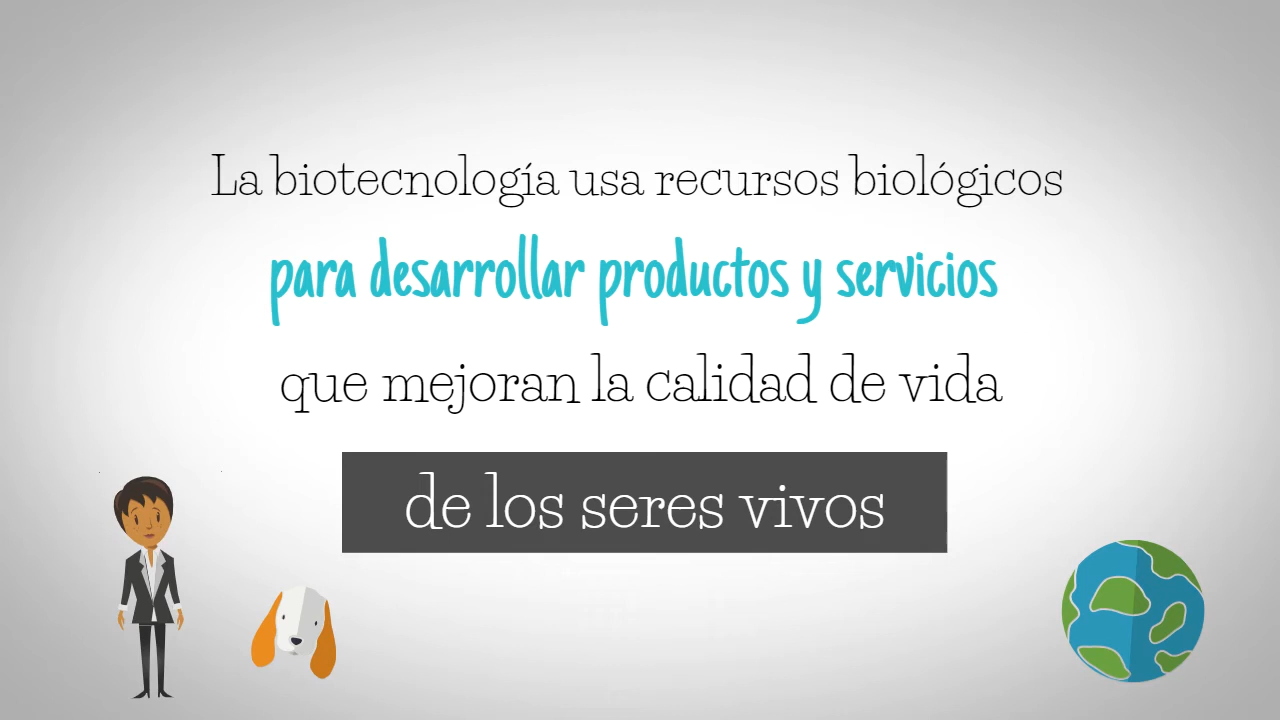 La biotecnología usa recursos biológicos
para desarrollar productos y servicios
que mejoran la calidad de vida
de los seres vivos